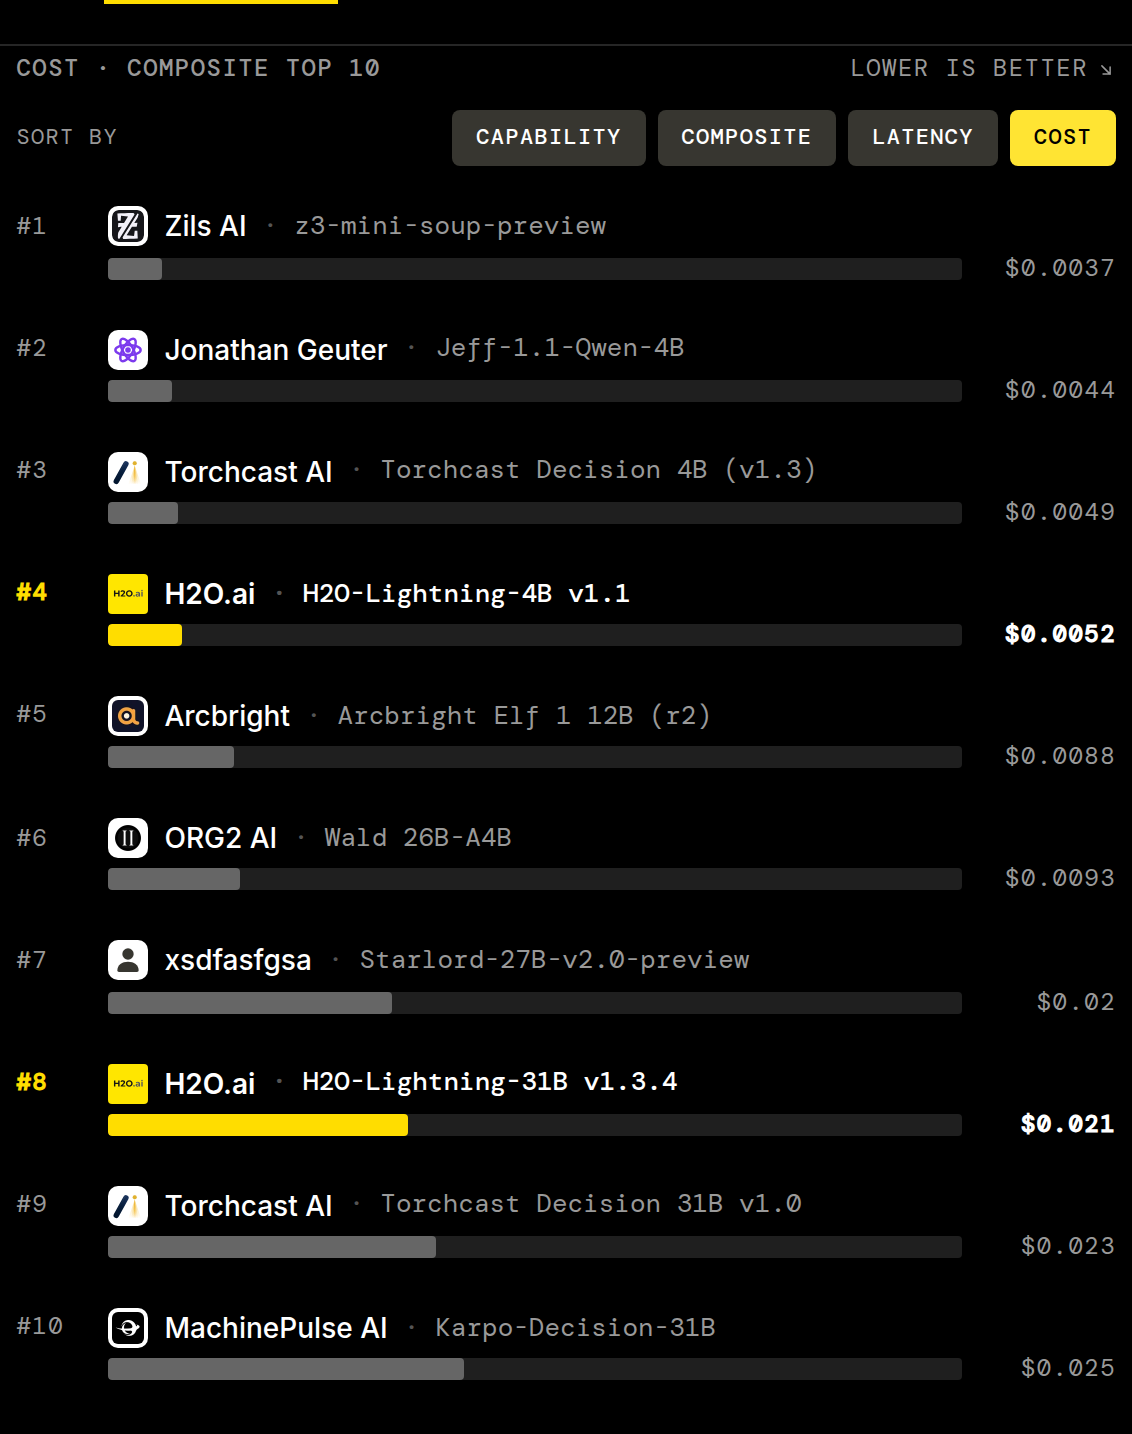 COST · COMPOSITE TOP 10
LOWER IS BETTER ↘
SORT BY
CAPABILITY
COMPOSITE
LATENCY
COST
#1 Zils AI · z3-mini-soup-preview
$0.0037
#2 Jonathan Geuter · Jeff-1.1-Qwen-4B
$0.0044
#3 Torchcast AI · Torchcast Decision 4B (v1.3)
$0.0049
#4 H2O.ai H2O.ai · H2O-Lightning-4B v1.1
$0.0052
#5 Arcbright · Arcbright Elf 1 12B (r2)
$0.0088
#6 ORG2 AI · Wald 26B-A4B
$0.0093
#7 xsdfasfgsa · Starlord-27B-v2.0-preview
$0.02
#8 H2O.ai H2O.ai · H2O-Lightning-31B v1.3.4
$0.021
#9 Torchcast AI · Torchcast Decision 31B v1.0
$0.023
#10 MachinePulse AI · Karpo-Decision-31B
$0.025